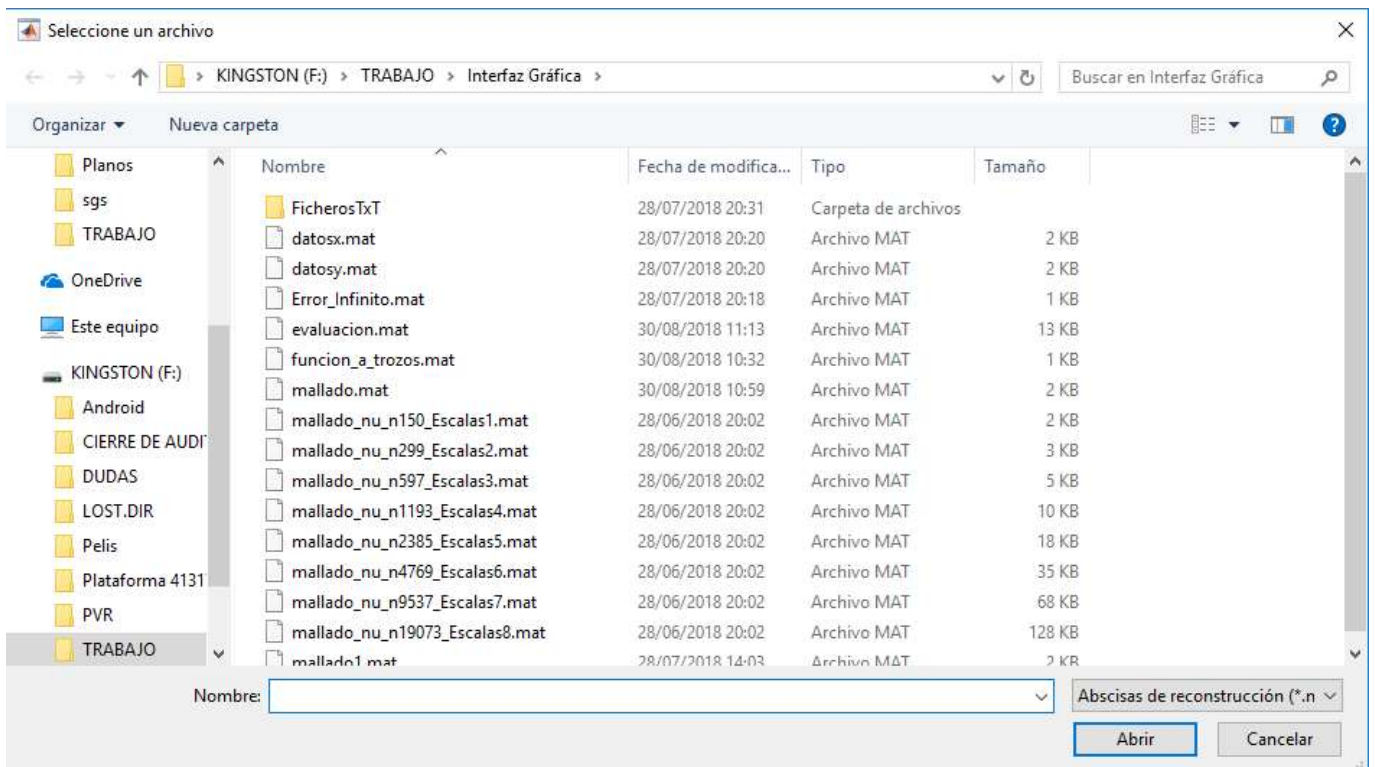 Seleccione un archivo
KINGSTON (F:) > TRABAJO > Interfaz Gráfica >
Buscar en Interfaz Gráfica
Organizar
Nueva carpeta
Planos
sgs
TRABAJO
OneDrive
Este equipo
KINGSTON (F:)
Android
CIERRE DE AUDI
DUDAS
LOST.DIR
Pelis
Plataforma 4131
PVR
TRABAJO
Nombre Fecha de modifica... Tipo Tamaño
FicherosTxT 28/07/2018 20:31 Carpeta de archivos
datosx.mat 28/07/2018 20:20 Archivo MAT 2 KB
datosy.mat 28/07/2018 20:20 Archivo MAT 2 KB
Error_Infinito.mat 28/07/2018 20:18 Archivo MAT 1 KB
evaluacion.mat 30/08/2018 11:13 Archivo MAT 13 KB
funcion_a_trozos.mat 30/08/2018 10:32 Archivo MAT 1 KB
mallado.mat 30/08/2018 10:59 Archivo MAT 2 KB
mallado_nu_n150_Escalas1.mat 28/06/2018 20:02 Archivo MAT 2 KB
mallado_nu_n299_Escalas2.mat 28/06/2018 20:02 Archivo MAT 3 KB
mallado_nu_n597_Escalas3.mat 28/06/2018 20:02 Archivo MAT 5 KB
mallado_nu_n1193_Escalas4.mat 28/06/2018 20:02 Archivo MAT 10 KB
mallado_nu_n2385_Escalas5.mat 28/06/2018 20:02 Archivo MAT 18 KB
mallado_nu_n4769_Escalas6.mat 28/06/2018 20:02 Archivo MAT 35 KB
mallado_nu_n9537_Escalas7.mat 28/06/2018 20:02 Archivo MAT 68 KB
mallado_nu_n19073_Escalas8.mat 28/06/2018 20:02 Archivo MAT 128 KB
mallado1.mat 28/07/2018 14:03 Archivo MAT 2 KB
Nombre:
Abscisas de reconstrucción (*.n
Abrir
Cancelar